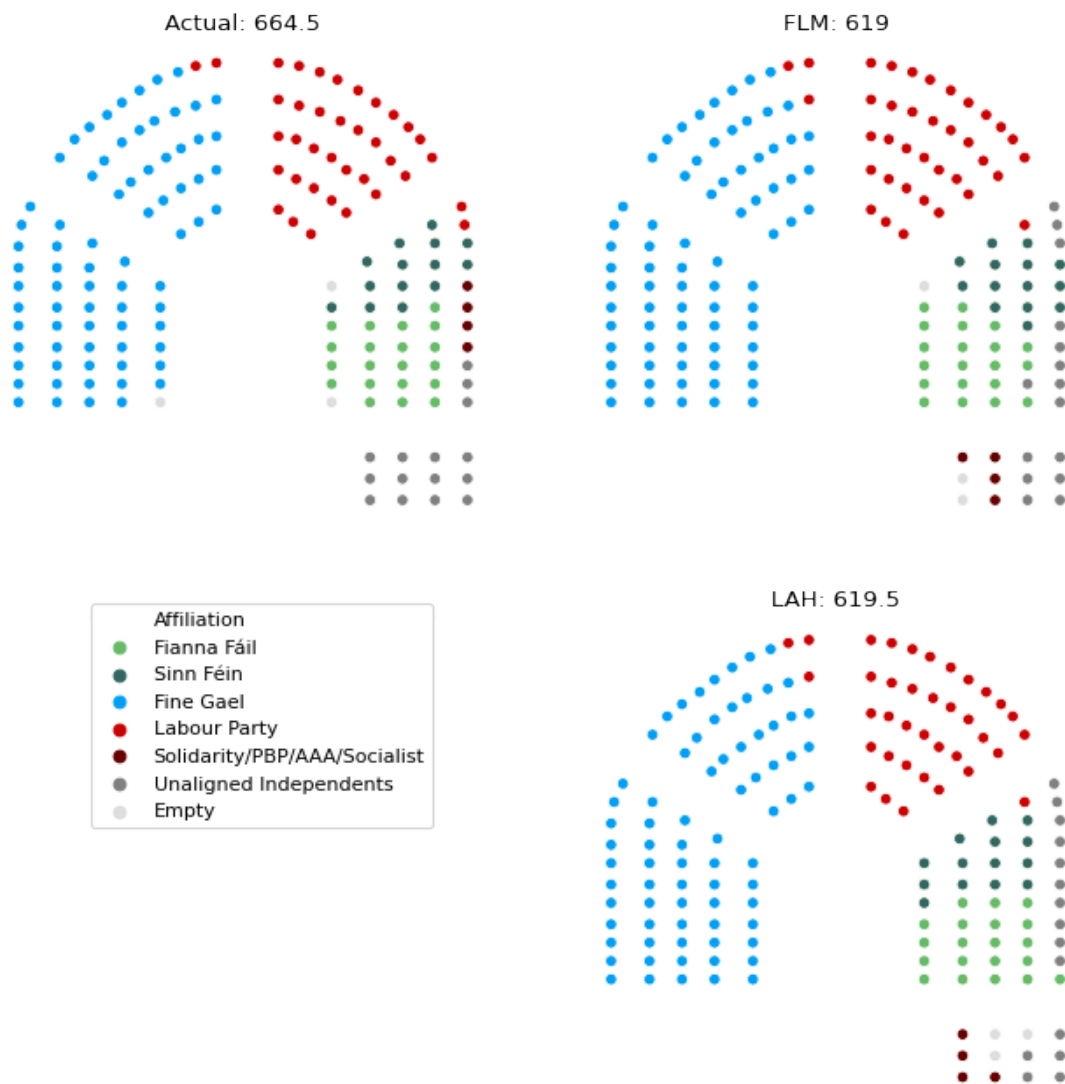 Actual: 664.5
FLM: 619
LAH: 619.5
Affiliation
Fianna Fáil
Sinn Féin
Fine Gael
Labour Party
Solidarity/PBP/AAA/Socialist
Unaligned Independents
Empty